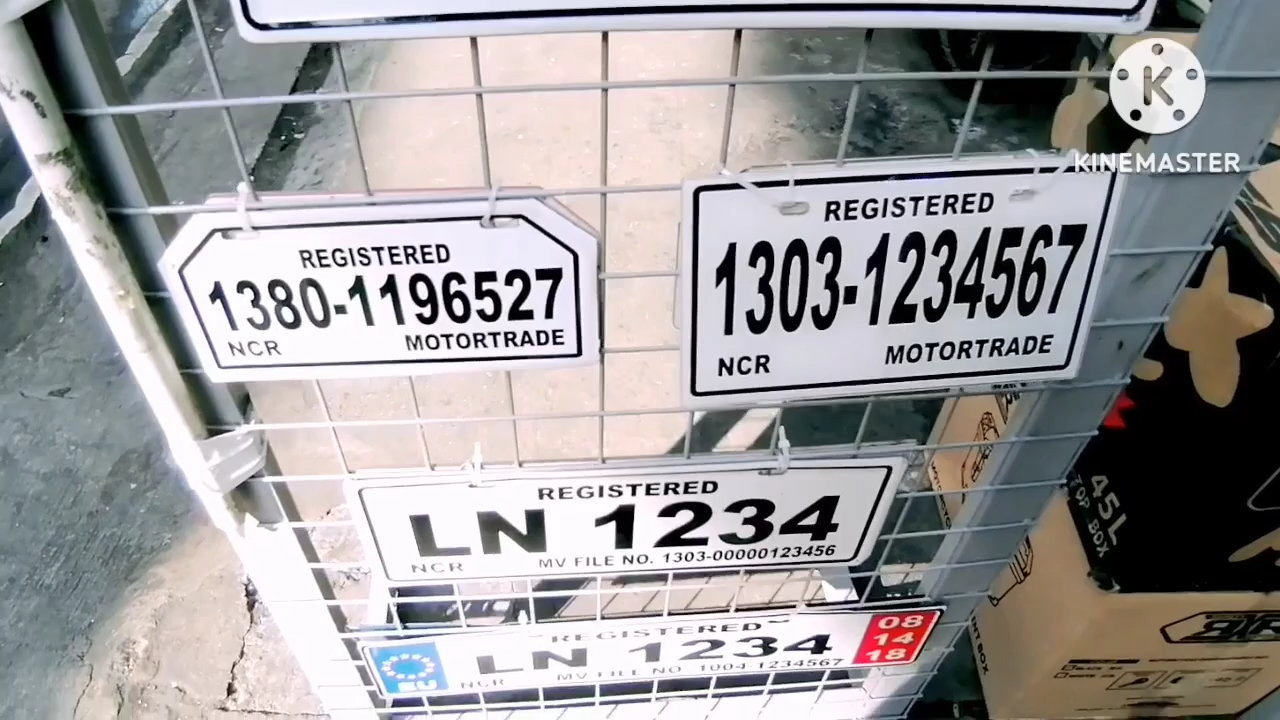 K
KINEMASTER
REGISTERED
1380-1196527
NCR MOTORTRADE
REGISTERED
1303-1234567
NCR MOTORTRADE
REGISTERED
LN 1234
NCR MV FILE NO. 1303-00000123456
REGISTERED
LN 1234
NCR MV FILE NO 1004-1234567
EU
08
14
18
45L
TOP BOX